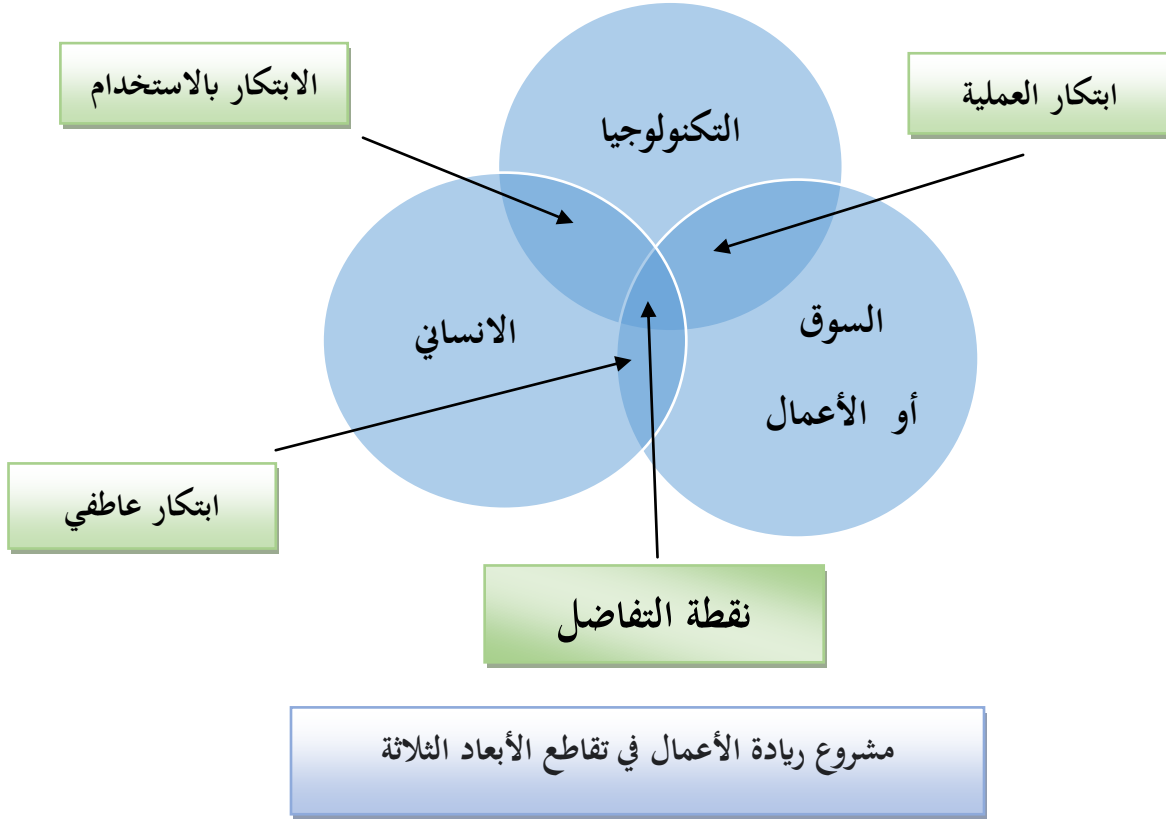 ابتكار العملية
الابتكار بالاستخدام
التكنولوجيا
السوق
أو الأعمال
الانساني
ابتكار عاطفي
نقطة التفاضل
مشروع ريادة الأعمال في تقاطع الأبعاد الثلاثة